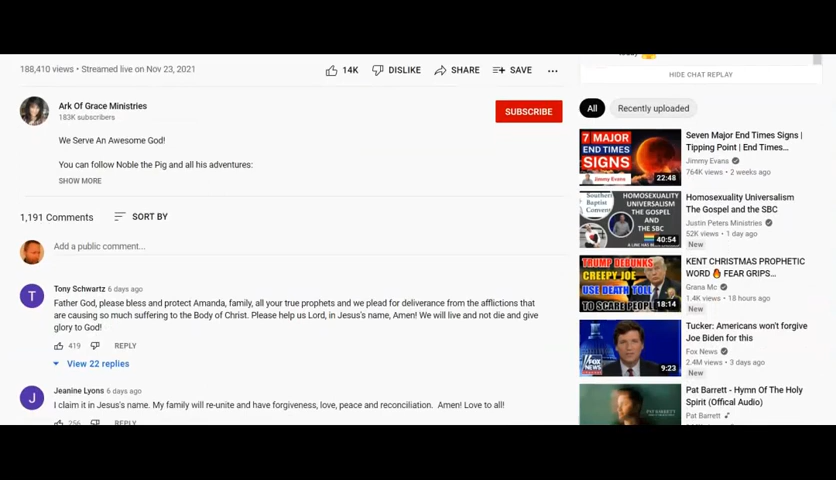 188,410 views • Streamed live on Nov 23, 2021
14K
DISLIKE
SHARE
SAVE
Ark Of Grace Ministries
183K subscribers
SUBSCRIBE
We Serve An Awesome God!
You can follow Noble the Pig and all his adventures:
SHOW MORE
1,191 Comments
SORT BY
Add a public comment...
T
Tony Schwartz 6 days ago
Father God, please bless and protect Amanda, family, all your true prophets and we plead for deliverance from the afflictions that
are causing so much suffering to the Body of Christ. Please help us Lord, in Jesus's name, Amen! We will live and not die and give
glory to God!
419
REPLY
View 22 replies
J
Jeanine Lyons 6 days ago
I claim it in Jesus's name. My family will re-unite and have forgiveness, love, peace and reconciliation. Amen! Love to all!
256
REPLY
HIDE CHAT REPLAY
All
Recently uploaded
7 MAJOR
END TIMES
SIGNS
Jimmy Evans
22:48
Seven Major End Times Signs |
Tipping Point | End Times...
Jimmy Evans
764K views • 2 weeks ago
Southern
Baptist
HOMOSEXUALITY
UNIVERSALISM
THE GOSPEL
AND
THE SBC
40:54
Homosexuality Universalism
The Gospel and the SBC
Justin Peters Ministries
52K views • 1 day ago
New
TRUMP DEBUNKS
CREEPY JOE
USE DEATH TOLL
TO SCARE PEOPL
18:14
KENT CHRISTMAS PROPHETIC
WORD 🔥 FEAR GRIPS...
Grana Mc
1.4K views • 18 hours ago
New
FOX
NEWS
9:23
Tucker: Americans won't forgive
Joe Biden for this
Fox News
2.4M views • 3 days ago
New
PAT BARRETT
Pat Barrett - Hymn Of The Holy
Spirit (Offical Audio)
Pat Barrett